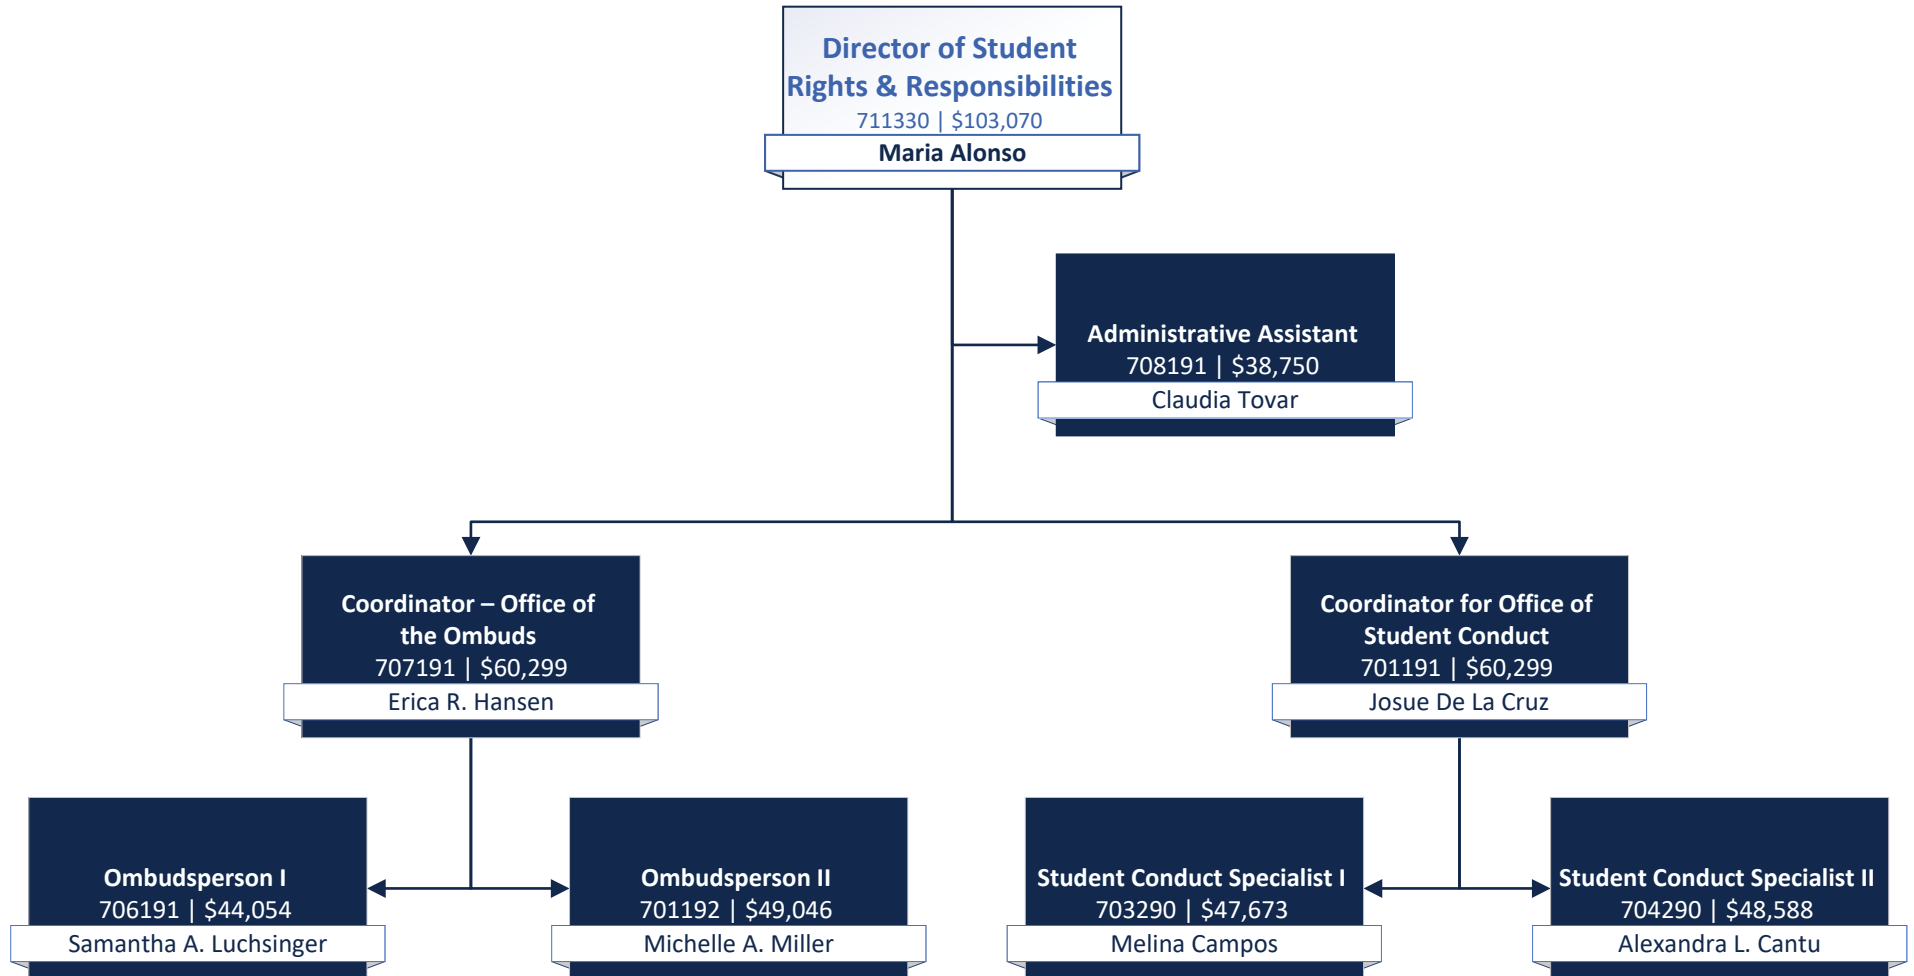 Director of Student
Rights & Responsibilities
711330 | $103,070
Maria Alonso
Administrative Assistant
708191 | $38,750
Claudia Tovar
Coordinator – Office of
the Ombuds
707191 | $60,299
Erica R. Hansen
Coordinator for Office of
Student Conduct
701191 | $60,299
Josue De La Cruz
Ombudsperson I
706191 | $44,054
Samantha A. Luchsinger
Ombudsperson II
701192 | $49,046
Michelle A. Miller
Student Conduct Specialist I
703290 | $47,673
Melina Campos
Student Conduct Specialist II
704290 | $48,588
Alexandra L. Cantu